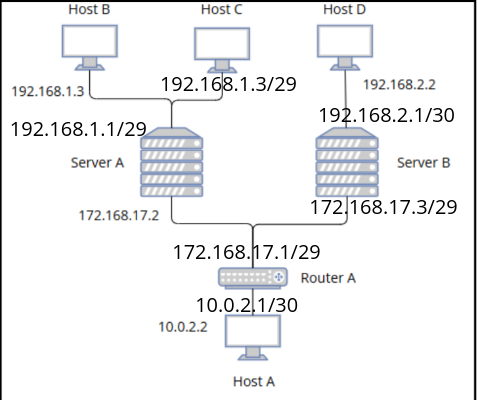 Host B
Host C
Host D
192.168.1.3
192.168.1.3/29
192.168.2.2
192.168.1.1/29
192.168.2.1/30
Server A
Server B
172.168.17.2
172.168.17.3/29
172.168.17.1/29
Router A
10.0.2.1/30
10.0.2.2
Host A